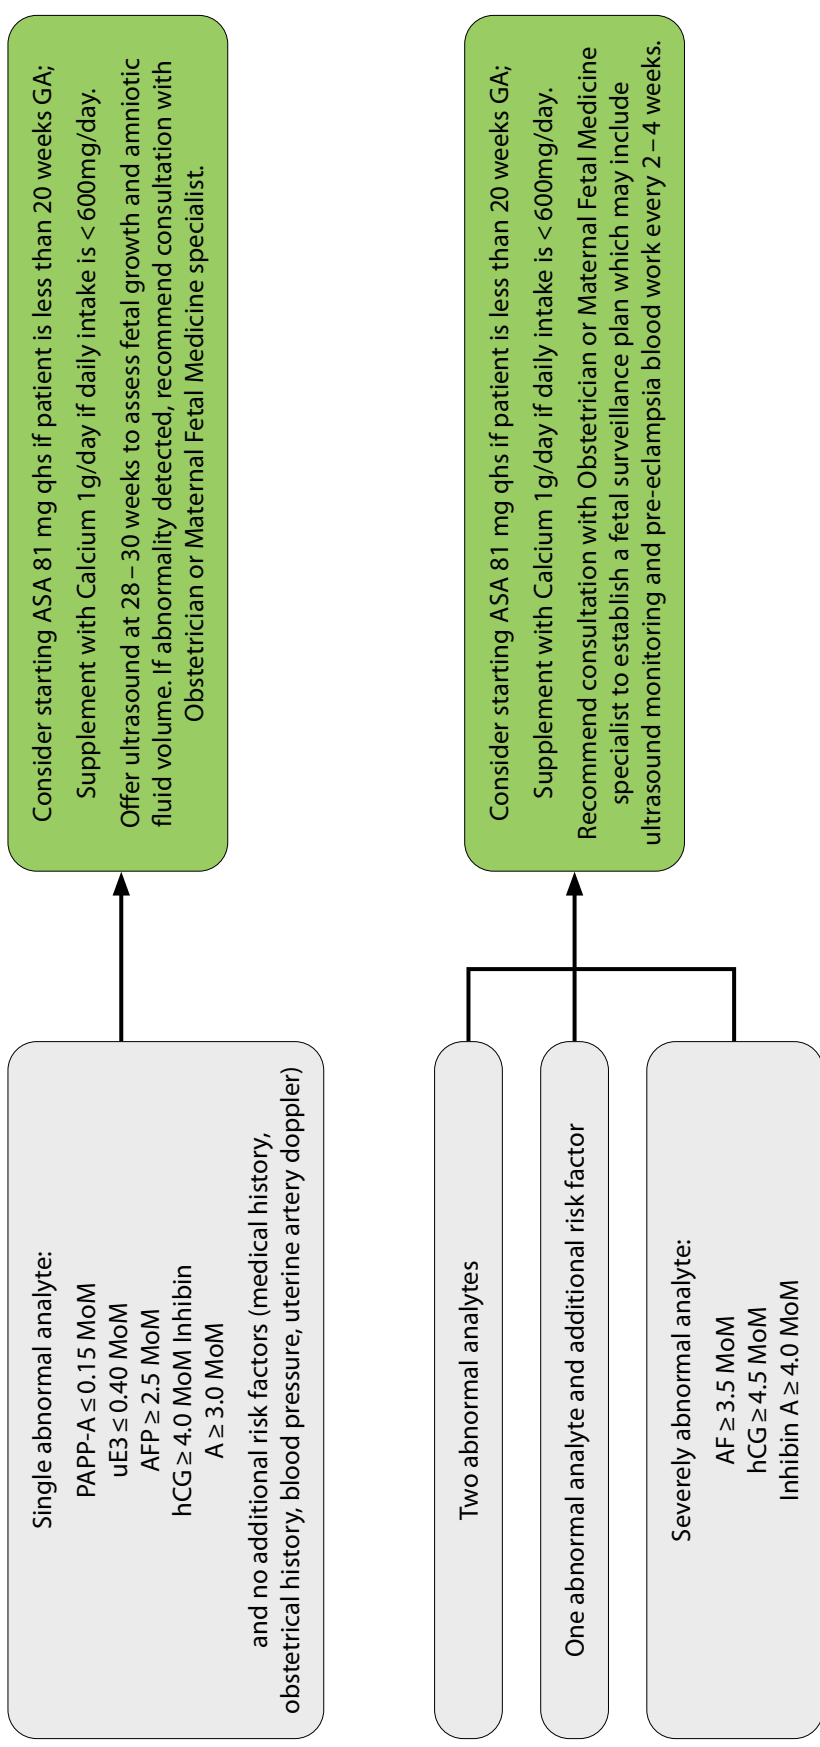 Single abnormal analyte:
PAPP-A ≤ 0.15 MoM
uE3 ≤ 0.40 MoM
AFP ≥ 2.5 MoM
hCG ≥ 4.0 MoM Inhibin
A ≥ 3.0 MoM
and no additional risk factors (medical history,
obstetrical history, blood pressure, uterine artery doppler)
Consider starting ASA 81 mg qhs if patient is less than 20 weeks GA;
Supplement with Calcium 1g/day if daily intake is < 600mg/day.
Offer ultrasound at 28 – 30 weeks to assess fetal growth and amniotic
fluid volume. If abnormality detected, recommend consultation with
Obstetrician or Maternal Fetal Medicine specialist.
Two abnormal analytes
One abnormal analyte and additional risk factor
Severely abnormal analyte:
AF ≥ 3.5 MoM
hCG ≥ 4.5 MoM
Inhibin A ≥ 4.0 MoM
Consider starting ASA 81 mg qhs if patient is less than 20 weeks GA;
Supplement with Calcium 1g/day if daily intake is < 600mg/day.
Recommend consultation with Obstetrician or Maternal Fetal Medicine
specialist to establish a fetal surveillance plan which may include
ultrasound monitoring and pre-eclampsia blood work every 2 – 4 weeks.